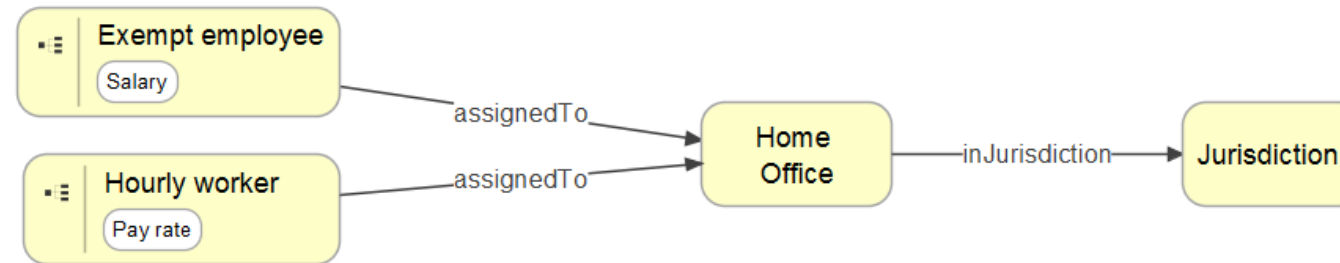 Exempt employee
Salary
assignedTo
Hourly worker
Pay rate
assignedTo
Home
Office
inJurisdiction
Jurisdiction